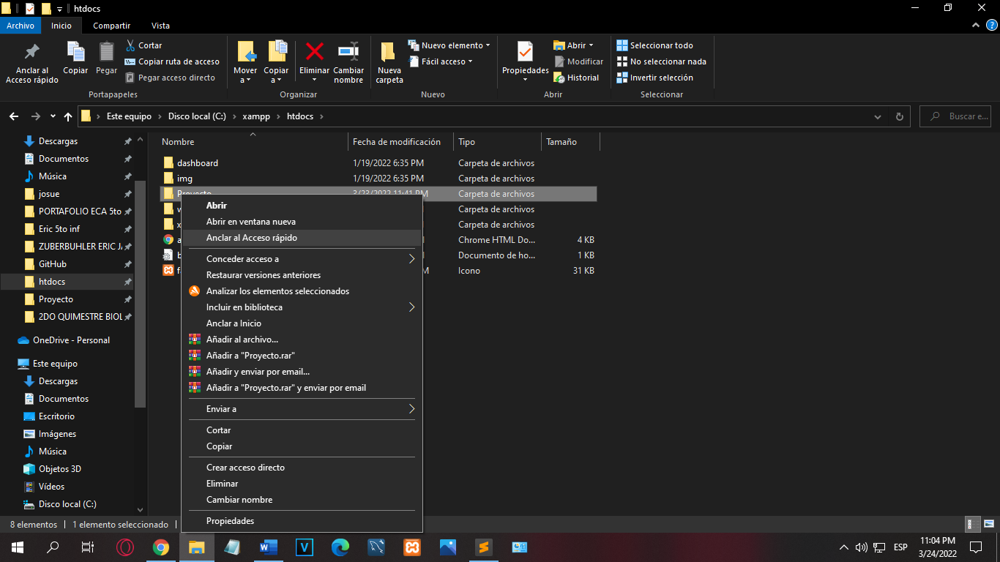 htdocs
Archivo Inicio Compartir Vista
Anclar al Acceso rápido
Copiar
Pegar
Cortar
Copiar ruta de acceso
Pegar acceso directo
Portapapeles
Mover a
Copiar a
Eliminar
Cambiar nombre
Organizar
Nueva carpeta
Nuevo elemento
Fácil acceso
Nuevo
Propiedades
Abrir
Modificar
Historial
Abrir
Seleccionar todo
No seleccionar nada
Invertir selección
Seleccionar
Este equipo > Disco local (C:) > xampp > htdocs >
Buscar e...
Descargas
Documentos
Música
josue
PORTAFOLIO ECA 5to
Eric 5to inf
ZUBERBUHLER ERIC JA
GitHub
htdocs
Proyecto
2DO QUIMESTRE BIOL
OneDrive - Personal
Este equipo
Descargas
Documentos
Escritorio
Imágenes
Música
Objetos 3D
Vídeos
Disco local (C:)
Nombre Fecha de modificación Tipo Tamaño
dashboard 1/19/2022 6:35 PM Carpeta de archivos
img 1/19/2022 6:35 PM Carpeta de archivos
Proyecto 3/23/2022 11:41 PM Carpeta de archivos
w Carpeta de archivos
x Carpeta de archivos
a Chrome HTML Do... 4 KB
b Documento de ho... 1 KB
fa M Icono 31 KB
Abrir
Abrir en ventana nueva
Anclar al Acceso rápido
Conceder acceso a
Restaurar versiones anteriores
Analizar los elementos seleccionados
Incluir en biblioteca
Anclar a Inicio
Añadir al archivo...
Añadir a "Proyecto.rar"
Añadir y enviar por email...
Añadir a "Proyecto.rar" y enviar por email
Enviar a
Cortar
Copiar
Crear acceso directo
Eliminar
Cambiar nombre
Propiedades
8 elementos 1 elemento seleccionado
ESP
11:04 PM
3/24/2022